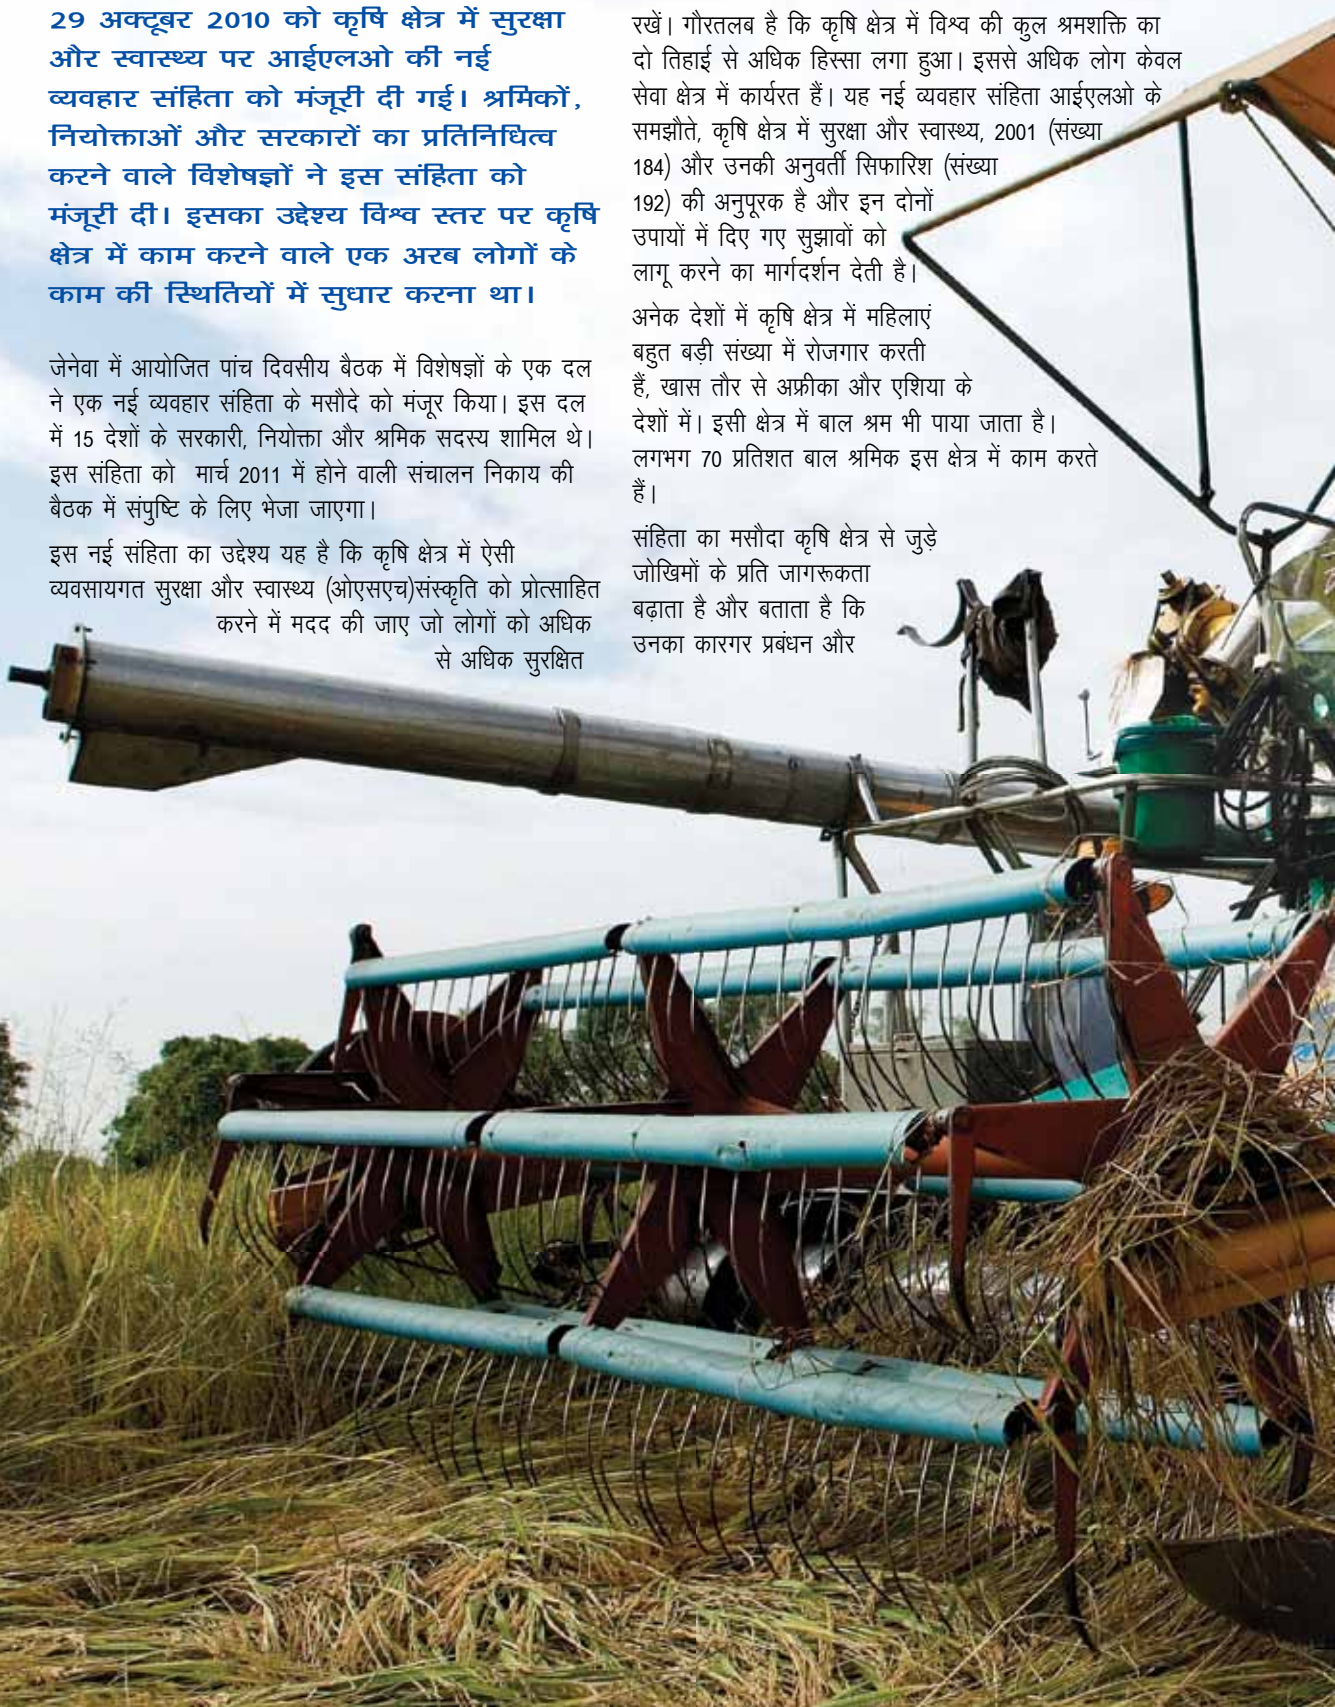 29 अक्टूबर 2010 को कृषि क्षेत्र में सुरक्षा
और स्वास्थ्य पर आईएलओ की नई
व्यवहार संहिता को मंजूरी दी गई। श्रमिकों,
नियोक्ताओं और सरकारों का प्रतिनिधित्व
करने वाले विशेषज्ञों ने इस संहिता को
मंजूरी दी। इसका उद्देश्य विश्व स्तर पर कृषि
क्षेत्र में काम करने वाले एक अरब लोगों के
काम की स्थितियों में सुधार करना था।
जेनेवा में आयोजित पांच दिवसीय बैठक में विशेषज्ञों के एक दल
ने एक नई व्यवहार संहिता के मसौदे को मंजूर किया। इस दल
में 15 देशों के सरकारी, नियोक्ता और श्रमिक सदस्य शामिल थे।
इस संहिता को मार्च 2011 में होने वाली संचालन निकाय की
बैठक में संपुष्टि के लिए भेजा जाएगा।
इस नई संहिता का उद्देश्य यह है कि कृषि क्षेत्र में ऐसी
व्यवसायगत सुरक्षा और स्वास्थ्य (ओएसएच)संस्कृति को प्रोत्साहित
करने में मदद की जाए जो लोगों को अधिक
से अधिक सुरक्षित
रखें। गौरतलब है कि कृषि क्षेत्र में विश्व की कुल श्रमशक्ति का
दो तिहाई से अधिक हिस्सा लगा हुआ। इससे अधिक लोग केवल
सेवा क्षेत्र में कार्यरत हैं। यह नई व्यवहार संहिता आईएलओ के
समझौते, कृषि क्षेत्र में सुरक्षा और स्वास्थ्य, 2001 (संख्या
184) और उनकी अनुवर्ती सिफारिश (संख्या
192) की अनुपूरक है और इन दोनों
उपायों में दिए गए सुझावों को
लागू करने का मार्गदर्शन देती है।
अनेक देशों में कृषि क्षेत्र में महिलाएं
बहुत बड़ी संख्या में रोजगार करती
हैं, खास तौर से अफ्रीका और एशिया के
देशों में। इसी क्षेत्र में बाल श्रम भी पाया जाता है।
लगभग 70 प्रतिशत बाल श्रमिक इस क्षेत्र में काम करते
हैं।
संहिता का मसौदा कृषि क्षेत्र से जुड़े
जोखिमों के प्रति जागरूकता
बढ़ाता है और बताता है कि
उनका कारगर प्रबंधन और